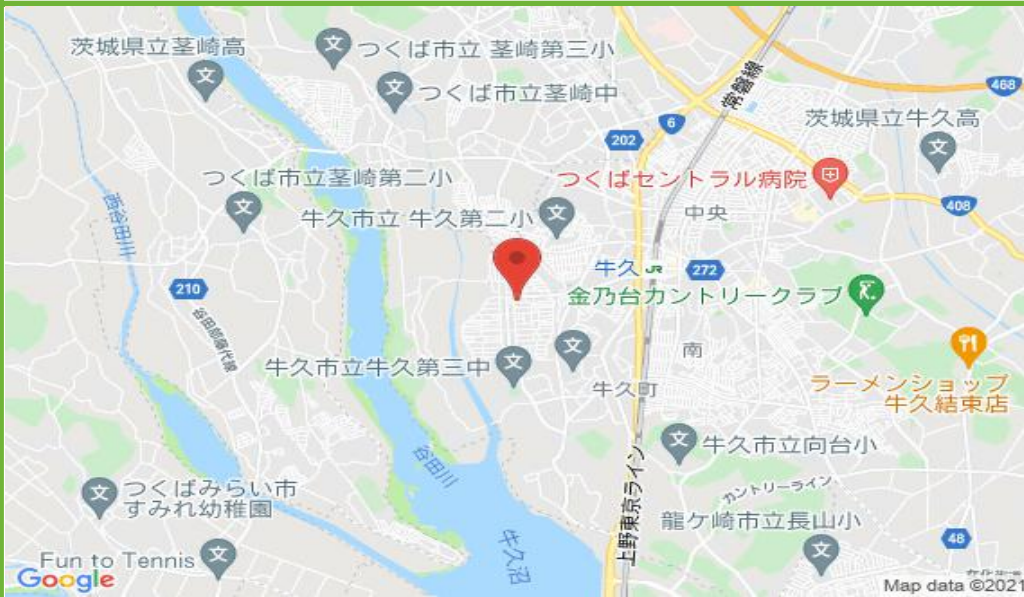 茨城県立茎崎高
つくば市立 茎崎第三小
つくば市立茎崎中
常磐線
468
6
202
茨城県立牛久高
つくば市立茎崎第二小
つくばセントラル病院
408
牛久市立 牛久第二小
中央
西谷田川
牛久 JR
272
210
金乃台カントリークラブ
谷田部藤代線
牛久市立牛久第三中
南
牛久町
ラーメンショップ
牛久結束店
谷田川
牛久市立向台小
つくばみらい市
すみれ幼稚園
カントリーライン
上野東京ライン
龍ケ崎市立長山小
牛久沼
48
Fun to Tennis
Google
Map data ©2021